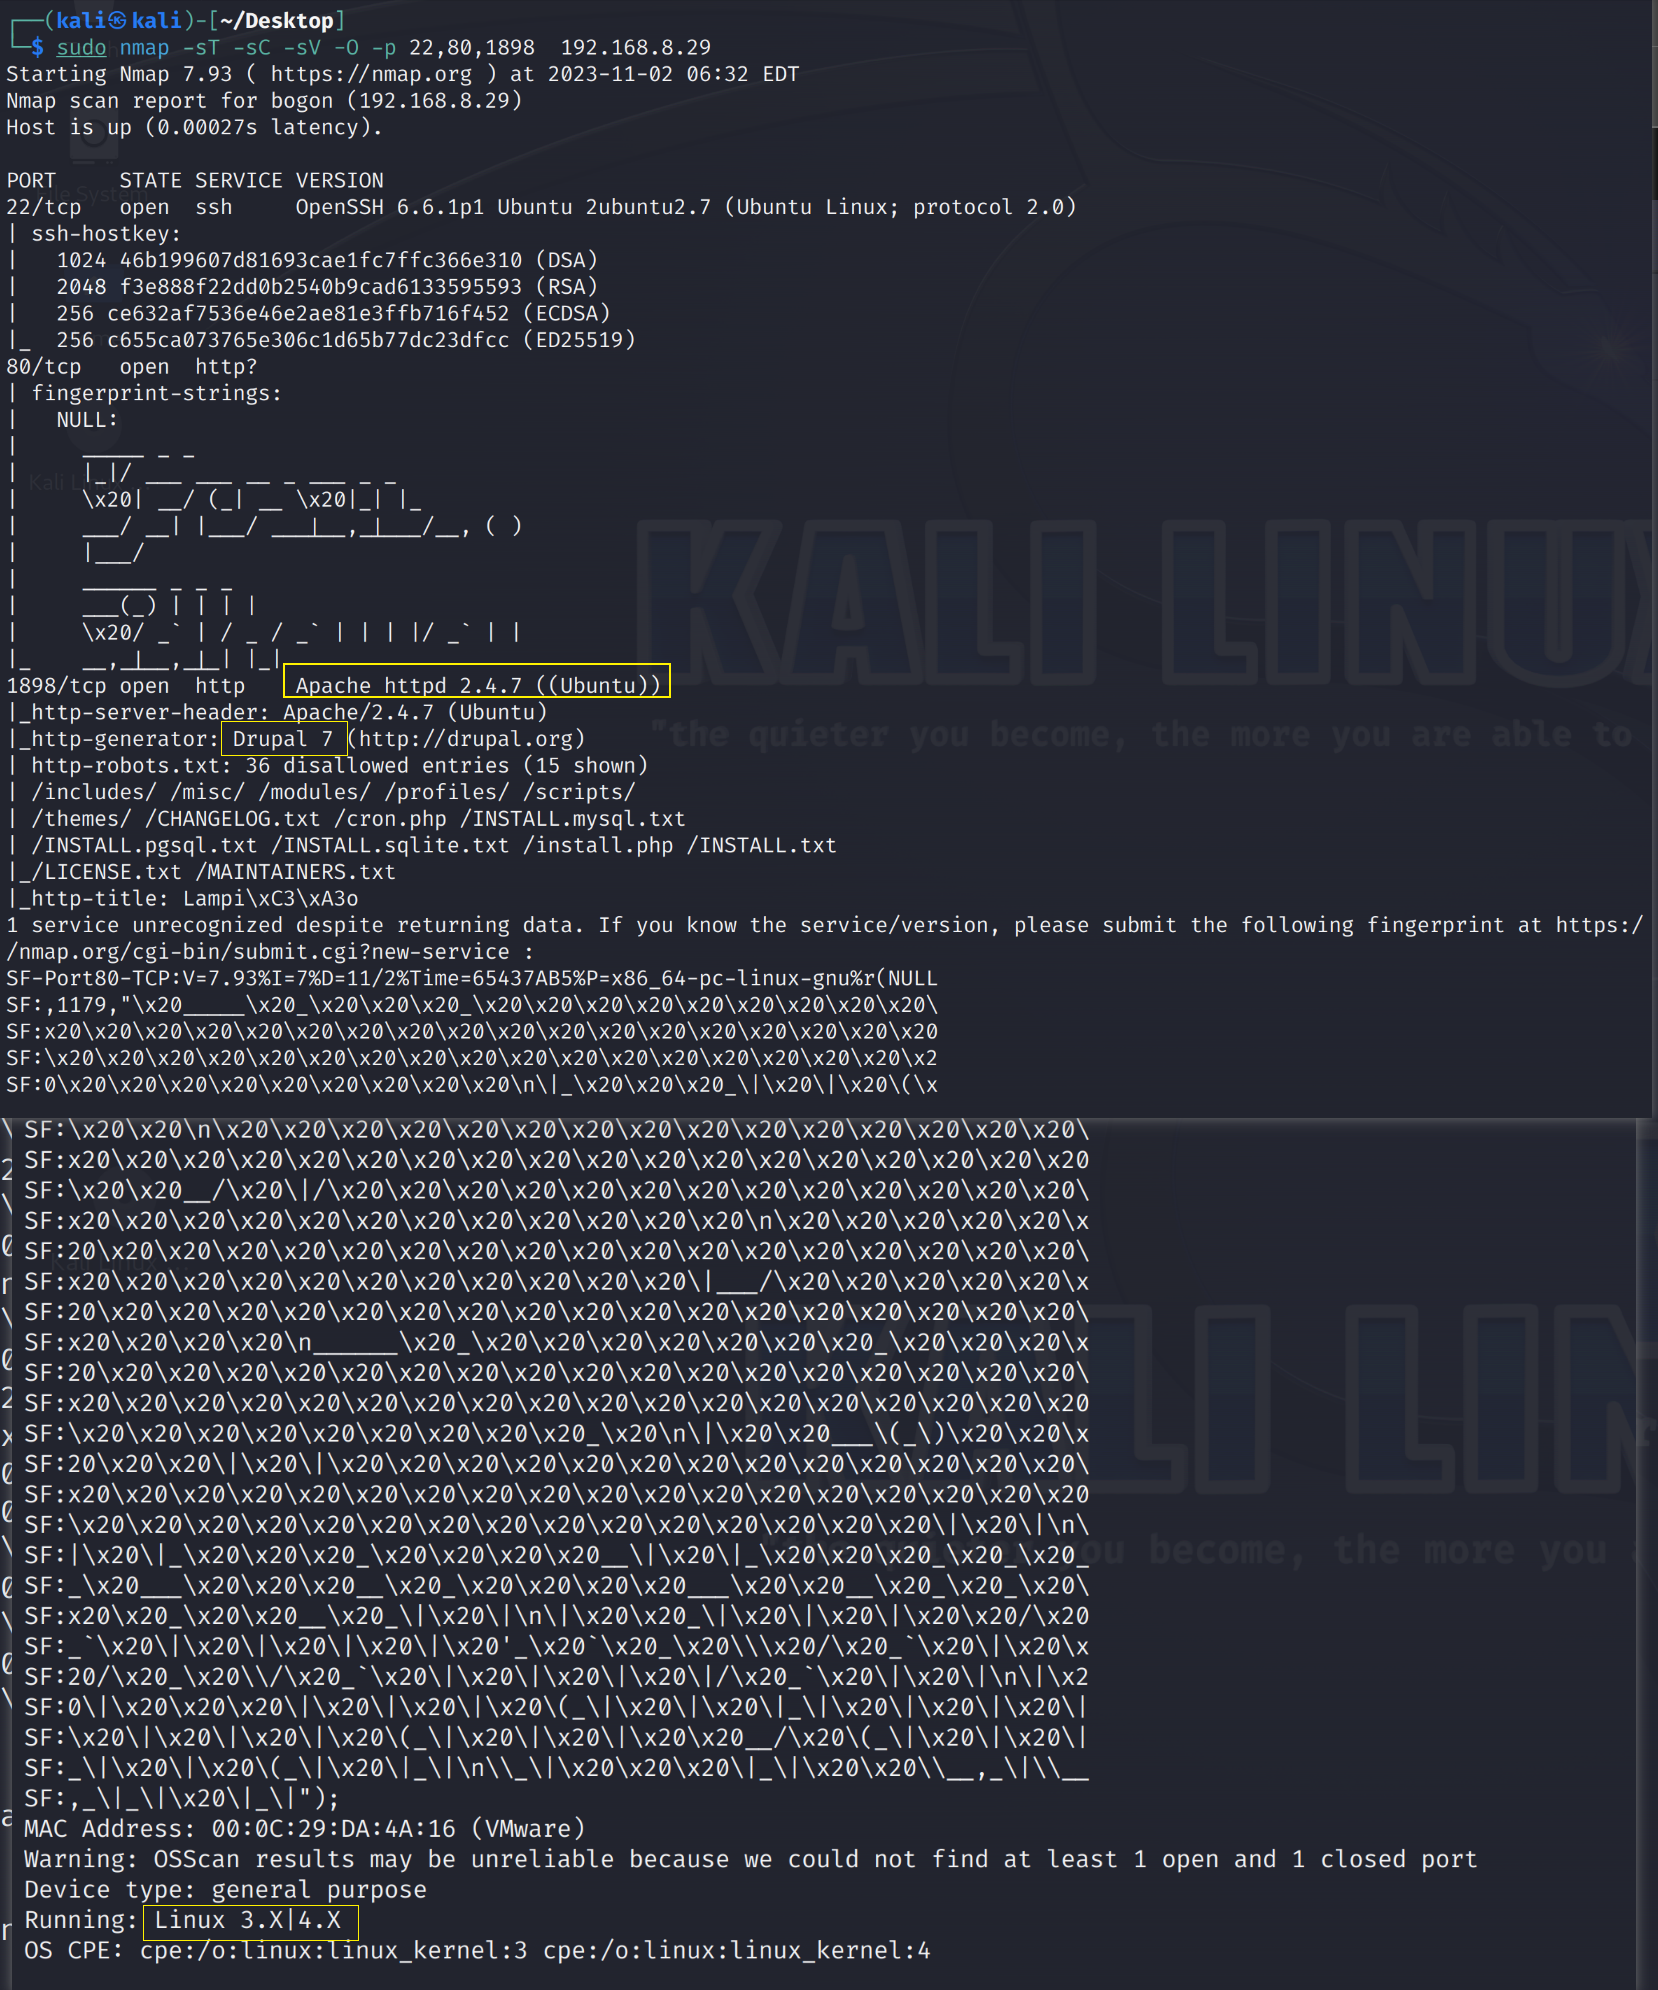 ┌──(kali㉿kali)-[~/Desktop]
└─$ sudo nmap -sT -sC -sV -O -p 22,80,1898  192.168.8.29
Starting Nmap 7.93 ( https://nmap.org ) at 2023-11-02 06:32 EDT
Nmap scan report for bogon (192.168.8.29)
Host is up (0.00027s latency).
PORT     STATE SERVICE VERSION
22/tcp   open  ssh     OpenSSH 6.6.1p1 Ubuntu 2ubuntu2.7 (Ubuntu Linux; protocol 2.0)
| ssh-hostkey:
|   1024 46b199607d81693cae1fc7ffc366e310 (DSA)
|   2048 f3e888f22dd0b2540b9cad6133595593 (RSA)
|   256 ce632af7536e46e2ae81e3ffb716f452 (ECDSA)
|_  256 c655ca073765e306c1d65b77dc23dfcc (ED25519)
80/tcp   open  http?
| fingerprint-strings:
|   NULL:
|     _____ _ _
|     |_|/ ___ ___ __ _ ___ _ _
|     \x20| __/ (_| __ \x20|_| |_
|     ___/ __| |___/ ___|__,_|___/__, ( )
|     |___/
|     ______ _ _ _
|     ___(_) | | | |
|     \x20/ _` | / _ / _` | | | |/ _` | |
|_    __,_|__,_|_| |_|
1898/tcp open  http    Apache httpd 2.4.7 ((Ubuntu))
|_http-server-header: Apache/2.4.7 (Ubuntu)
|_http-generator: Drupal 7 (http://drupal.org)
| http-robots.txt: 36 disallowed entries (15 shown)
| /includes/ /misc/ /modules/ /profiles/ /scripts/
| /themes/ /CHANGELOG.txt /cron.php /INSTALL.mysql.txt
| /INSTALL.pgsql.txt /INSTALL.sqlite.txt /install.php /INSTALL.txt
|_/LICENSE.txt /MAINTAINERS.txt
|_http-title: Lampi\xC3\xA3o
1 service unrecognized despite returning data. If you know the service/version, please submit the following fingerprint at https:/
/nmap.org/cgi-bin/submit.cgi?new-service :
SF-Port80-TCP:V=7.93%I=7%D=11/2%Time=65437AB5%P=x86_64-pc-linux-gnu%r(NULL
SF:,1179,"\x20_____\x20_\x20\x20\x20_\x20\x20\x20\x20\x20\x20\x20\x20\x20\
SF:x20\x20\x20\x20\x20\x20\x20\x20\x20\x20\x20\x20\x20\x20\x20\x20\x20\x20
SF:\x20\x20\x20\x20\x20\x20\x20\x20\x20\x20\x20\x20\x20\x20\x20\x20\x20\x2
SF:0\x20\x20\x20\x20\x20\x20\x20\x20\x20\n\|_\x20\x20\x20_\|\x20\|\x20\(\x
SF:\x20\x20\n\x20\x20\x20\x20\x20\x20\x20\x20\x20\x20\x20\x20\x20\x20\x20\
SF:x20\x20\x20\x20\x20\x20\x20\x20\x20\x20\x20\x20\x20\x20\x20\x20\x20\x20
SF:\x20\x20__/\x20\|/\x20\x20\x20\x20\x20\x20\x20\x20\x20\x20\x20\x20\x20\
SF:x20\x20\x20\x20\x20\x20\x20\x20\x20\x20\x20\x20\x20\n\x20\x20\x20\x20\x
SF:20\x20\x20\x20\x20\x20\x20\x20\x20\x20\x20\x20\x20\x20\x20\x20\x20\x20\
SF:x20\x20\x20\x20\x20\x20\x20\x20\x20\x20\x20\x20\|___/\x20\x20\x20\x20\x
SF:20\x20\x20\x20\x20\x20\x20\x20\x20\x20\x20\x20\x20\x20\x20\x20\x20\x20\
SF:x20\x20\x20\x20\n______\x20_\x20\x20\x20\x20\x20\x20\x20_\x20\x20\x20\x
SF:20\x20\x20\x20\x20\x20\x20\x20\x20\x20\x20\x20\x20\x20\x20\x20\x20\x20\
SF:x20\x20\x20\x20\x20\x20\x20\x20\x20\x20\x20\x20\x20\x20\x20\x20\x20\x20
SF:\x20\x20\x20\x20\x20\x20\x20\x20\x20_\x20\n\|\x20\x20___\(_\)\x20\x20\x
SF:20\x20\x20\|\x20\|\x20\x20\x20\x20\x20\x20\x20\x20\x20\x20\x20\x20\x20\
SF:x20\x20\x20\x20\x20\x20\x20\x20\x20\x20\x20\x20\x20\x20\x20\x20\x20\x20
SF:\x20\x20\x20\x20\x20\x20\x20\x20\x20\x20\x20\x20\x20\x20\x20\|\x20\|\n\
SF:|\x20\|_\x20\x20\x20_\x20\x20\x20\x20__\|\x20\|_\x20\x20\x20_\x20_\x20_
SF:_\x20___\x20\x20\x20__\x20_\x20\x20\x20\x20___\x20\x20__\x20_\x20_\x20\
SF:x20\x20_\x20\x20__\x20_\|\x20\|\n\|\x20\x20_\|\x20\|\x20\|\x20\x20/\x20
SF:_`\x20\|\x20\|\x20\|\x20\|\x20'_\x20`\x20_\x20\\\x20/\x20_`\x20\|\x20\x
SF:20/\x20_\x20\\/\x20_`\x20\|\x20\|\x20\|\x20\|/\x20_`\x20\|\x20\|\n\|\x2
SF:0\|\x20\x20\x20\|\x20\|\x20\|\x20\(_\|\x20\|\x20\|_\|\x20\|\x20\|\x20\|
SF:\x20\|\x20\|\x20\|\x20\(_\|\x20\|\x20\|\x20\x20__/\x20\(_\|\x20\|\x20\|
SF:_\|\x20\|\x20\(_\|\x20\|_\|\n\\_\|\x20\x20\x20\|_\|\x20\x20\\__,_\|\\__
SF:,_\|_\|\x20\|_\|");
MAC Address: 00:0C:29:DA:4A:16 (VMware)
Warning: OSScan results may be unreliable because we could not find at least 1 open and 1 closed port
Device type: general purpose
Running: Linux 3.X|4.X
OS CPE: cpe:/o:linux:linux_kernel:3 cpe:/o:linux:linux_kernel:4
KALI LINUX
"the quieter you become, the more you are able to